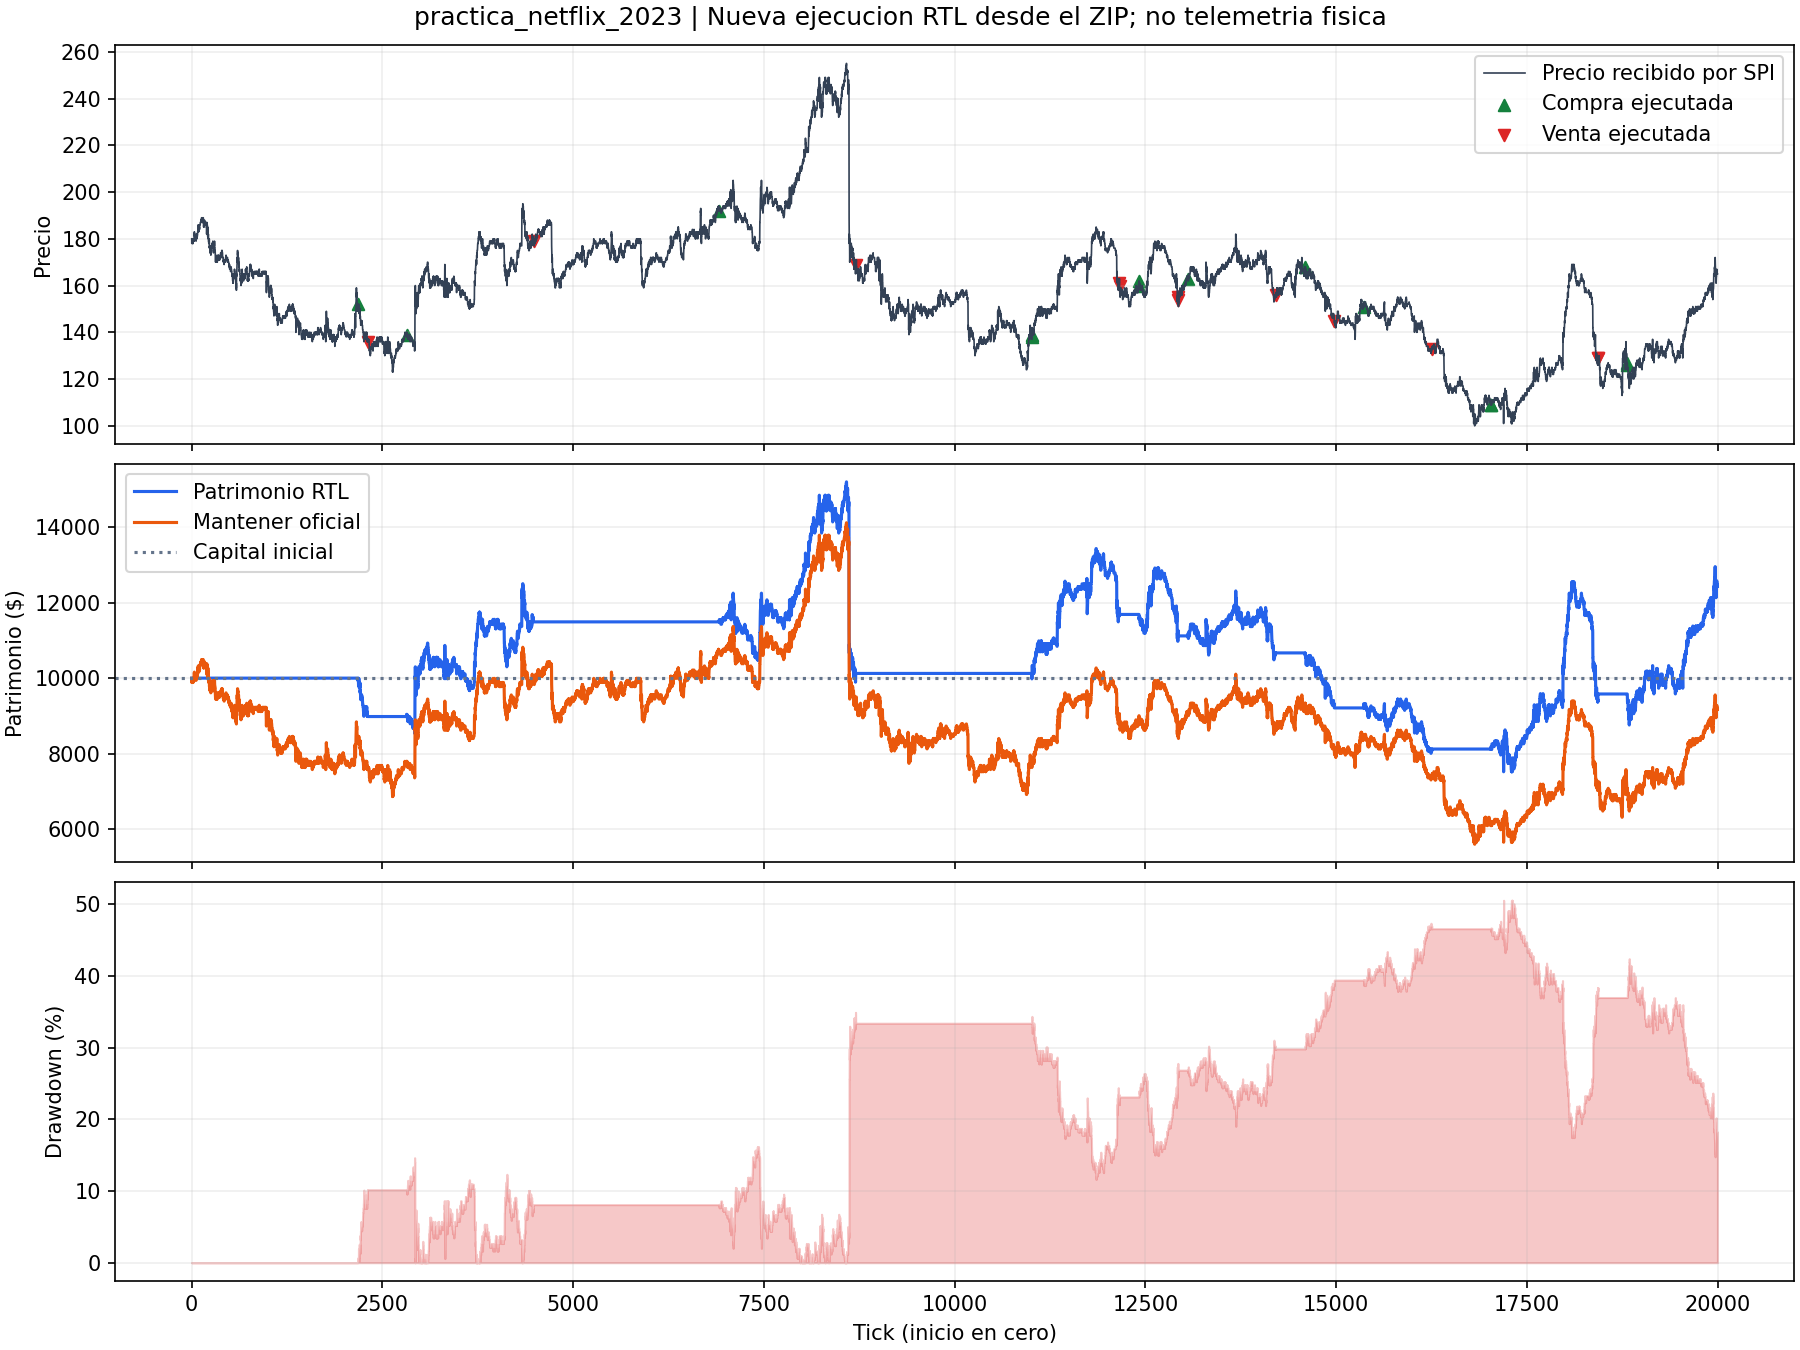 practica_netflix_2023 | Nueva ejecucion RTL desde el ZIP; no telemetria fisica
260
240
220
200
180
160
140
120
100
Precio
Precio recibido por SPI
Compra ejecutada
Venta ejecutada
14000
12000
10000
8000
6000
Patrimonio ($)
Patrimonio RTL
Mantener oficial
Capital inicial
50
40
30
20
10
0
Drawdown (%)
0
2500
5000
7500
10000
12500
15000
17500
20000
Tick (inicio en cero)